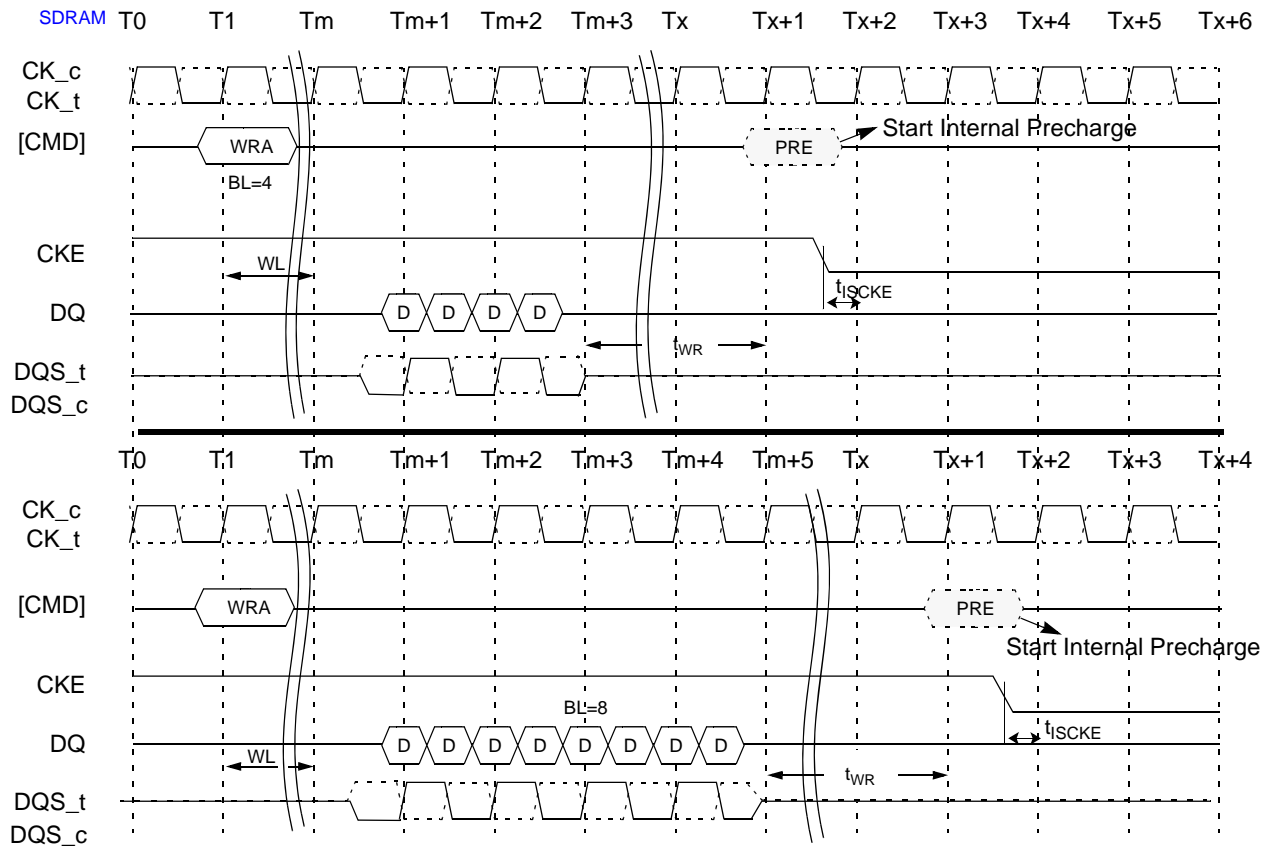 SDRAM T0 T1 Tm Tm+1 Tm+2 Tm+3 Tx Tx+1 Tx+2 Tx+3 Tx+4 Tx+5 Tx+6
CK_c
CK_t
[CMD] WRA PRE Start Internal Precharge
BL=4
CKE
WL
tISCKE
DQ D D D D
tWR
DQS_t
DQS_c
T0 T1 Tm Tm+1 Tm+2 Tm+3 Tm+4 Tm+5 Tx Tx+1 Tx+2 Tx+3 Tx+4
CK_c
CK_t
[CMD] WRA PRE
Start Internal Precharge
CKE
BL=8
DQ D D D D D D D D tISCKE
WL
tWR
DQS_t
DQS_c